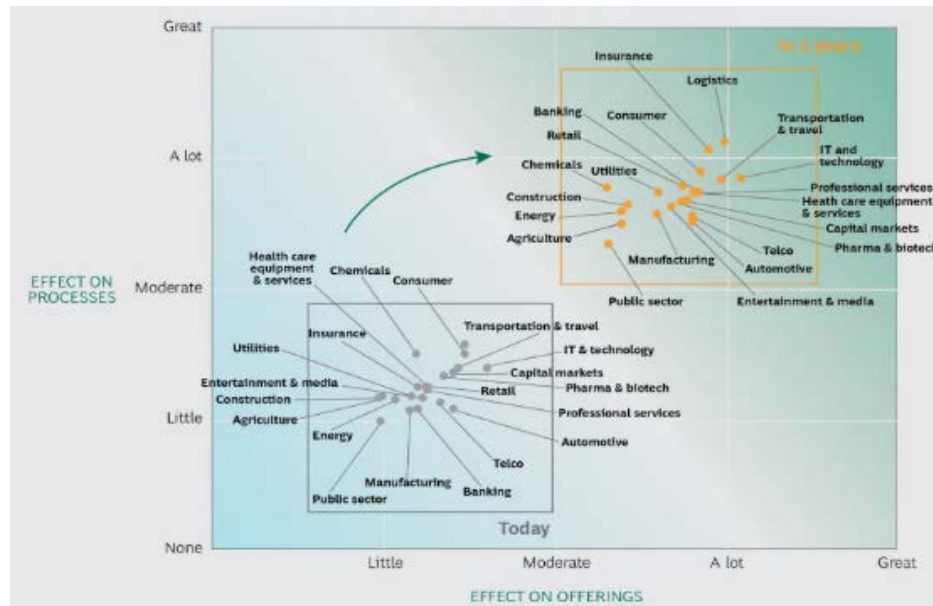 Great
In 5 years
Insurance
Logistics
Banking
Consumer
Transportation
& travel
Retail
A lot
IT and
technology
Chemicals
Utilities
Professional services
Construction
Heath care equipment
& services
Energy
Capital markets
Agriculture
Pharma & biotech
Manufacturing
Telco
Automotive
Health care
equipment
& services
Chemicals
Consumer
EFFECT ON
PROCESSES
Moderate
Public sector
Entertainment & media
Insurance
Transportation & travel
Utilities
IT & technology
Capital markets
Entertainment & media
Retail
Pharma & biotech
Construction
Professional services
Little
Agriculture
Energy
Automotive
Telco
Manufacturing
Banking
Public sector
Today
None
Little
Moderate
A lot
Great
EFFECT ON OFFERINGS